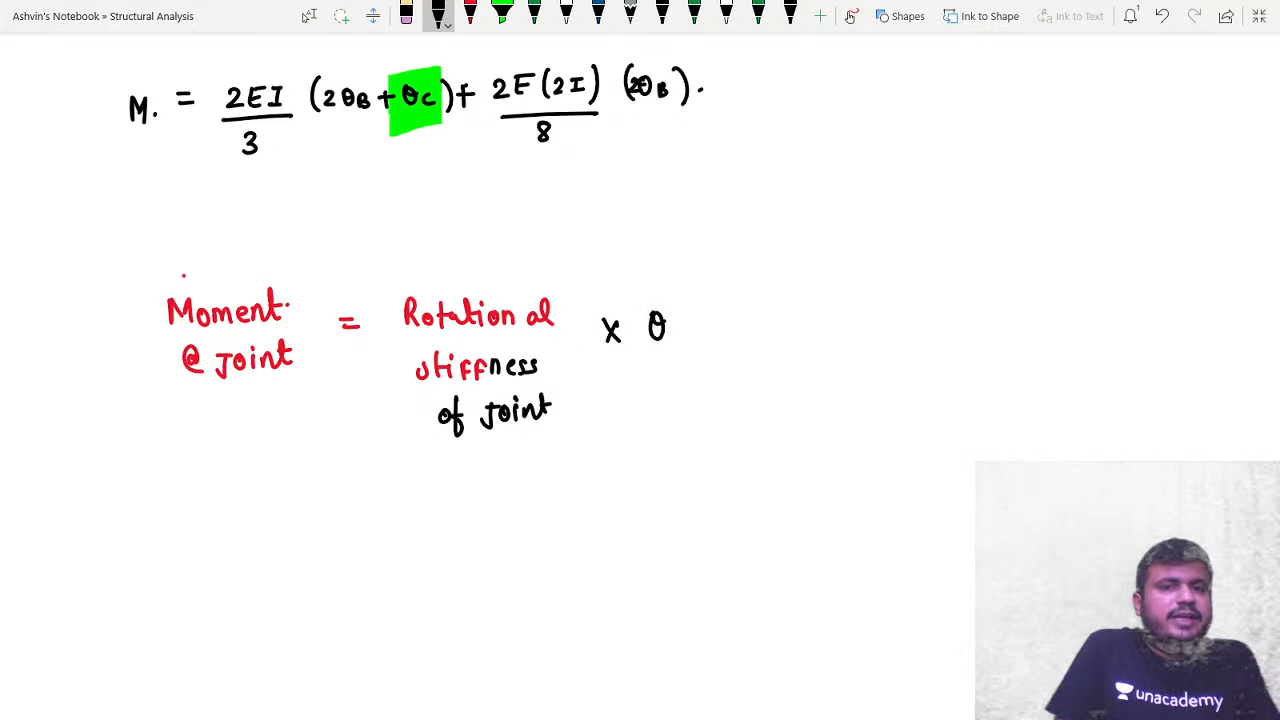 Ashvin's Notebook » Structural Analysis
Shapes
Ink to Shape
Ink to Text
M. = 2EI/3 (2θB + θC) + 2E(2I)/8 (2θB).
Moment. = Rotational × θ
@ joint stiffness
of joint
unacademy